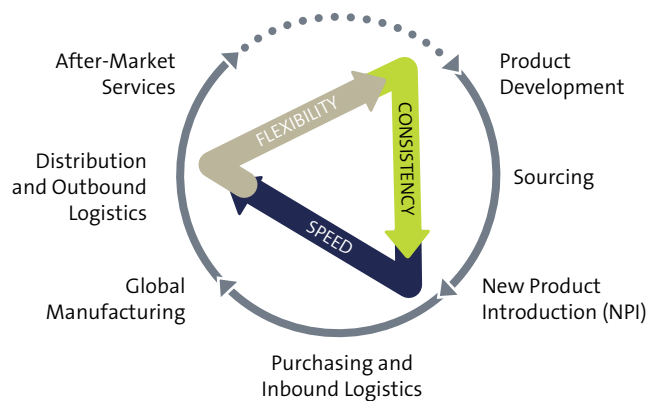 After-Market
Services
Product
Development
FLEXIBILITY
CONSISTENCY
Distribution
and Outbound
Logistics
Sourcing
SPEED
Global
Manufacturing
New Product
Introduction (NPI)
Purchasing and
Inbound Logistics